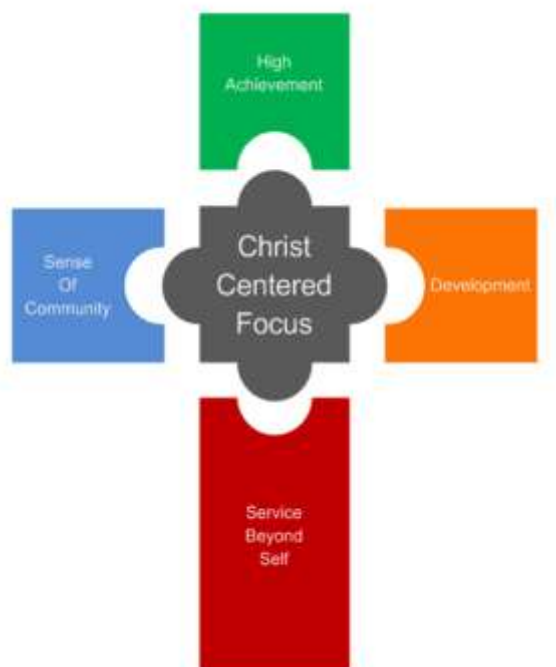 High
Achievement
Sense
Of
Community
Christ
Centered
Focus
Development
Service
Beyond
Self